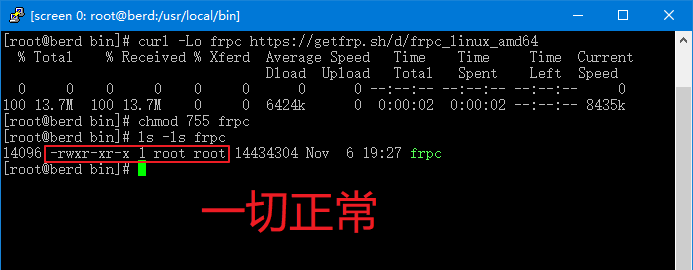 [screen 0: root@berd:/usr/local/bin]
[root@berd bin]# curl -Lo frpc https://getfrp.sh/d/frpc_linux_amd64
% Total % Received % Xferd Average Speed Time Time Time Current
Dload Upload Total Spent Left Speed
0 0 0 0 0 0 0 0 --:--:-- --:--:-- --:--:-- 0
100 13.7M 100 13.7M 0 0 6424k 0 0:00:02 0:00:02 --:--:-- 8435k
[root@berd bin]# chmod 755 frpc
[root@berd bin]# ls -ls frpc
14096 -rwxr-xr-x 1 root root 14434304 Nov 6 19:27 frpc
[root@berd bin]#
一切正常